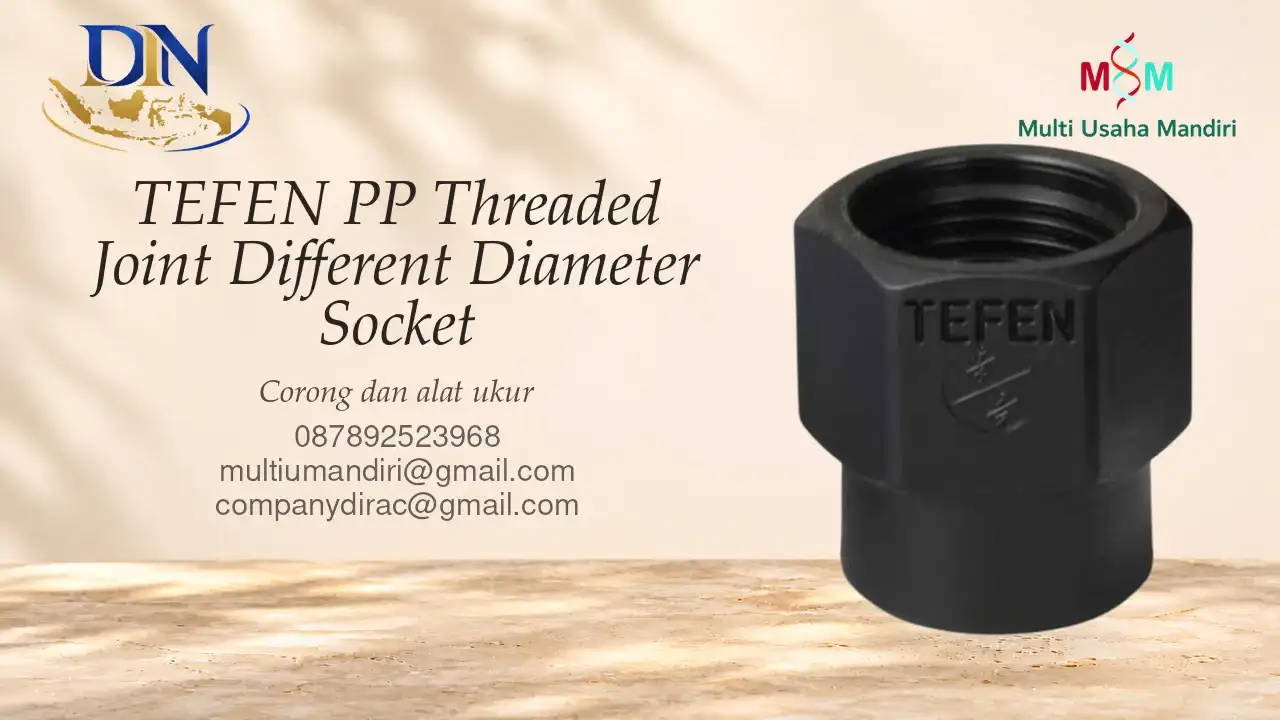 DN
M M
Multi Usaha Mandiri
TEFEN PP Threaded
Joint Different Diameter
Socket
Corong dan alat ukur
087892523968
multiumandiri@gmail.com
companydirac@gmail.com
TEFEN